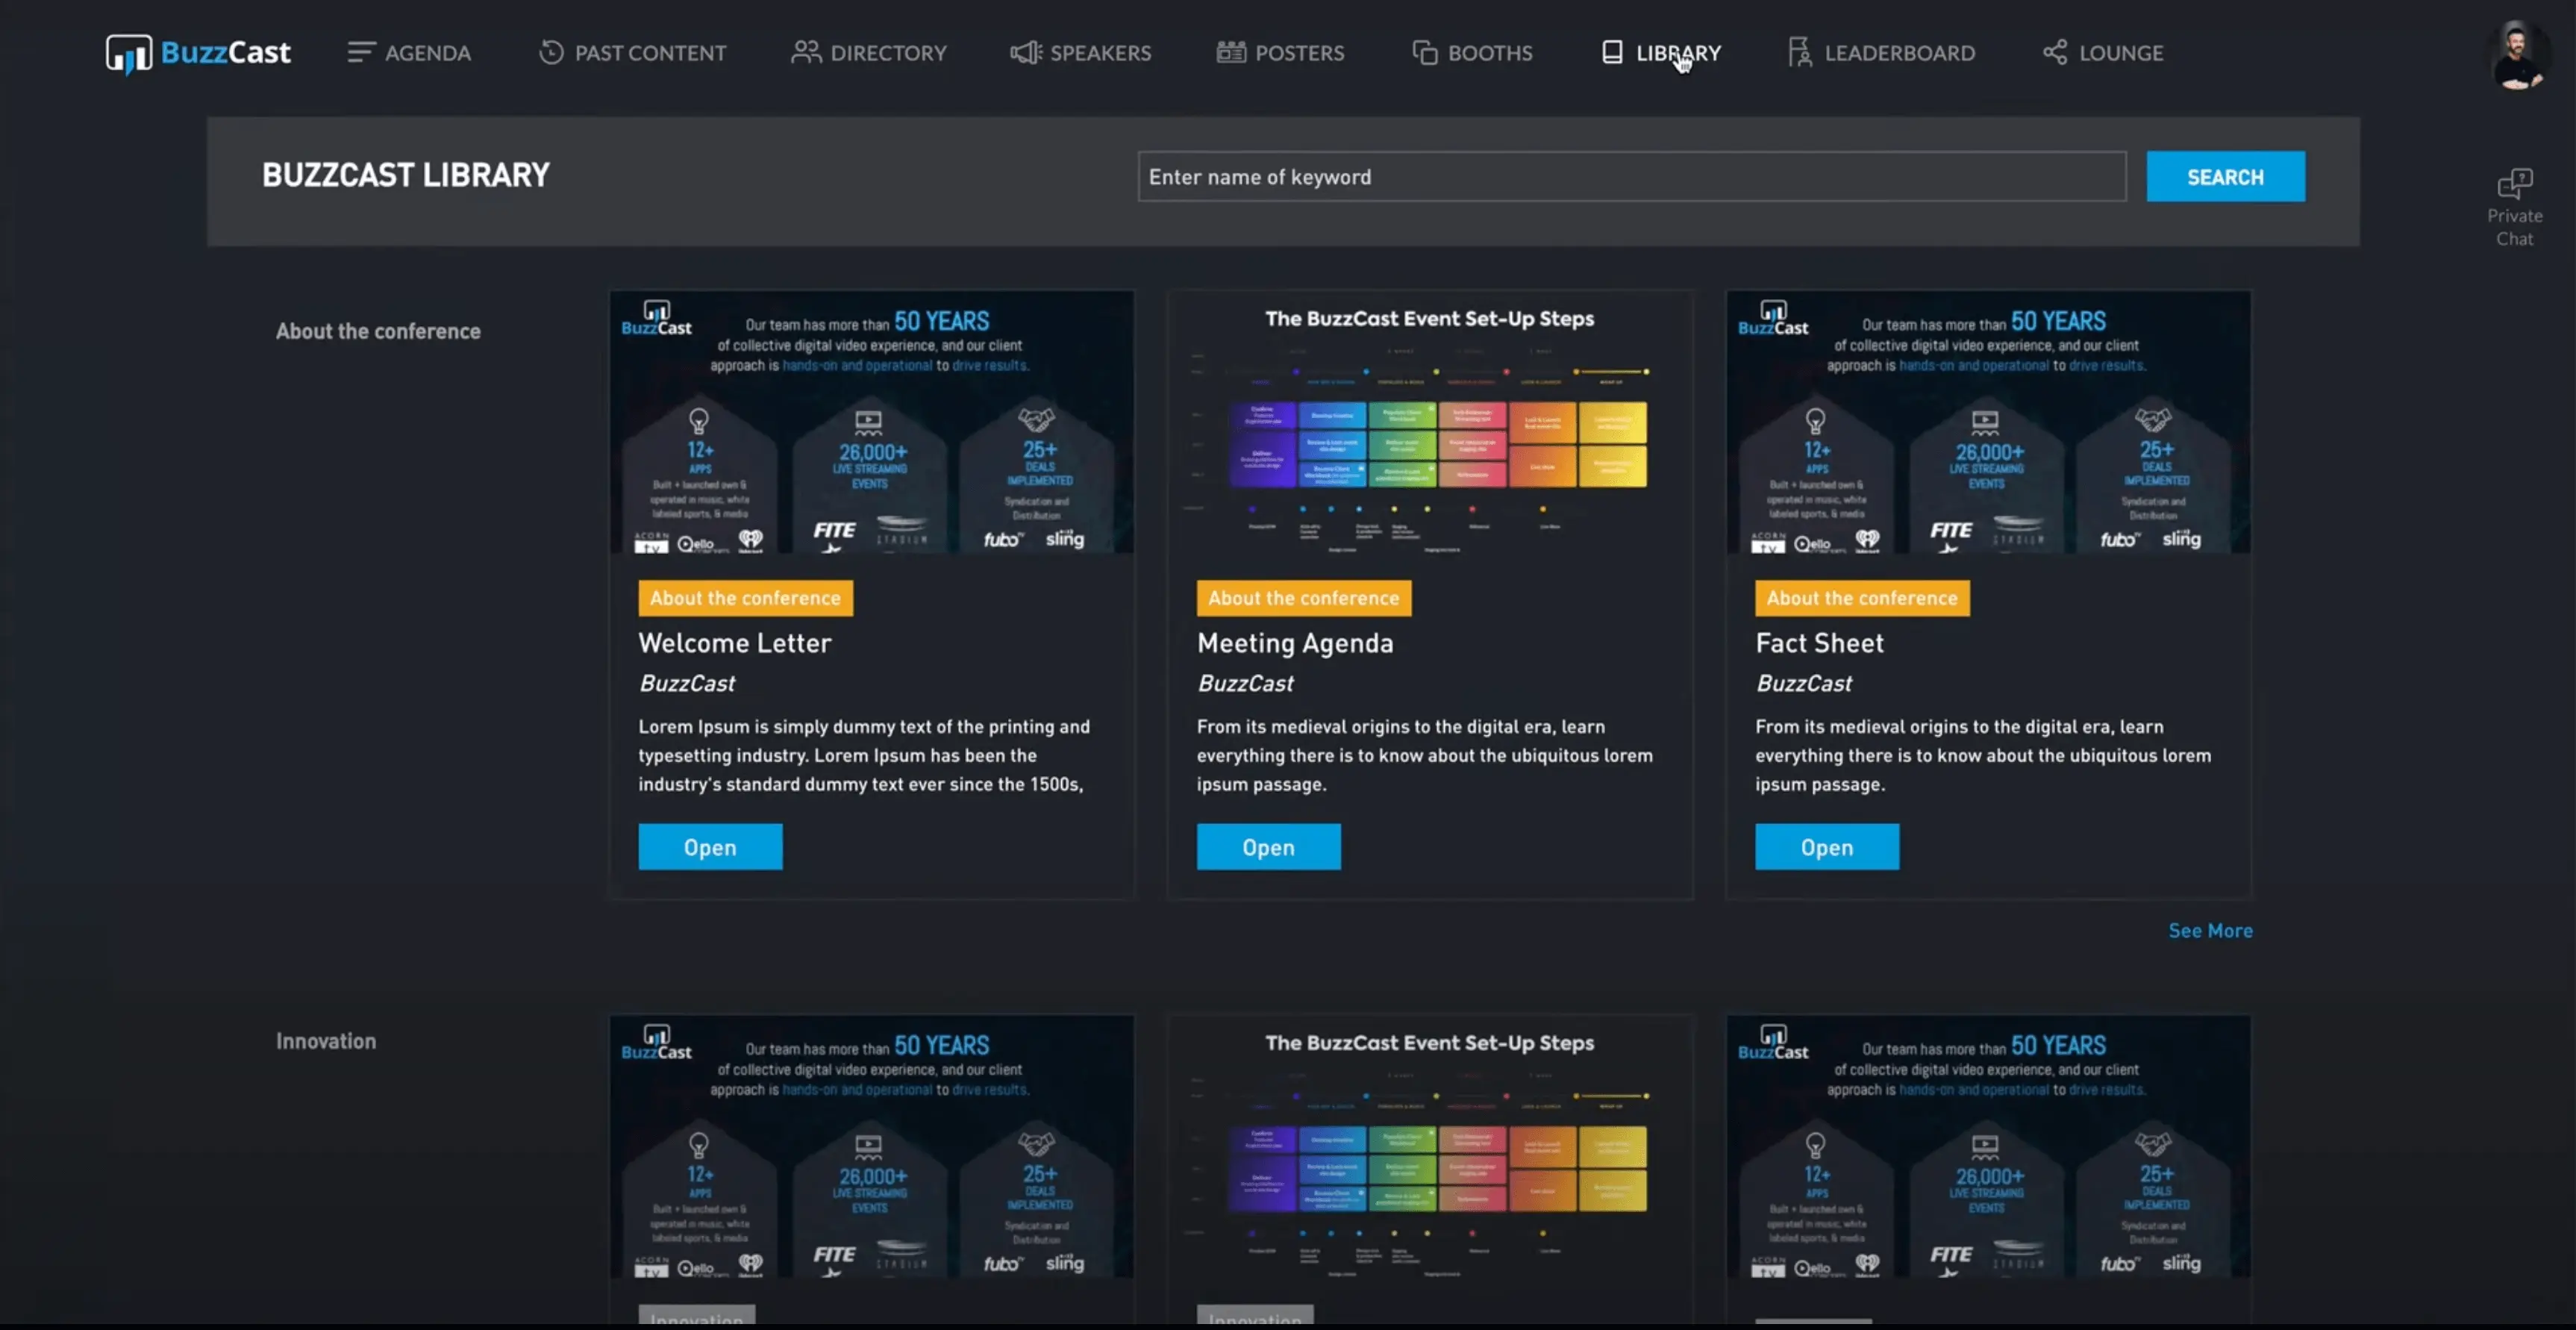 BuzzCast
AGENDA
PAST CONTENT
DIRECTORY
SPEAKERS
POSTERS
BOOTHS
LIBRARY
LEADERBOARD
LOUNGE
BUZZCAST LIBRARY
Enter name of keyword
SEARCH
Private
Chat
About the conference
BuzzCast
Our team has more than 50 YEARS
of collective digital video experience, and our client
approach is hands-on and operational to drive results.
12+
APPS
Built + launched own &
operated in music, white
labeled sports, & media
ACORN
tv
Qello
26,000+
LIVE STREAMING
EVENTS
FITE
STADIUM
25+
DEALS
IMPLEMENTED
Syndication and
Distribution
fubo
sling
About the conference
Welcome Letter
BuzzCast
Lorem Ipsum is simply dummy text of the printing and
typesetting industry. Lorem Ipsum has been the
industry's standard dummy text ever since the 1500s,
Open
The BuzzCast Event Set-Up Steps
About the conference
Meeting Agenda
BuzzCast
From its medieval origins to the digital era, learn
everything there is to know about the ubiquitous lorem
ipsum passage.
Open
BuzzCast
Our team has more than 50 YEARS
of collective digital video experience, and our client
approach is hands-on and operational to drive results.
12+
APPS
Built + launched own &
operated in music, white
labeled sports, & media
ACORN
tv
Qello
26,000+
LIVE STREAMING
EVENTS
FITE
STADIUM
25+
DEALS
IMPLEMENTED
Syndication and
Distribution
fubo
sling
About the conference
Fact Sheet
BuzzCast
From its medieval origins to the digital era, learn
everything there is to know about the ubiquitous lorem
ipsum passage.
Open
See More
Innovation
BuzzCast
Our team has more than 50 YEARS
of collective digital video experience, and our client
approach is hands-on and operational to drive results.
12+
APPS
Built + launched own &
operated in music, white
labeled sports, & media
ACORN
tv
Qello
26,000+
LIVE STREAMING
EVENTS
FITE
STADIUM
25+
DEALS
IMPLEMENTED
Syndication and
Distribution
fubo
sling
Innovation
The BuzzCast Event Set-Up Steps
Innovation
BuzzCast
Our team has more than 50 YEARS
of collective digital video experience, and our client
approach is hands-on and operational to drive results.
12+
APPS
Built + launched own &
operated in music, white
labeled sports, & media
ACORN
tv
Qello
26,000+
LIVE STREAMING
EVENTS
FITE
STADIUM
25+
DEALS
IMPLEMENTED
Syndication and
Distribution
fubo
sling